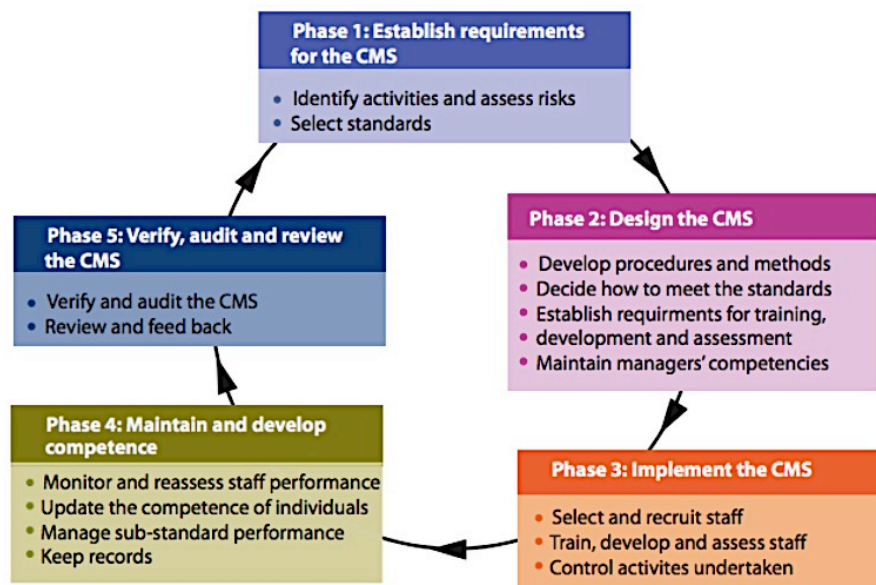 Phase 1: Establish requirements
for the CMS
• Identify activities and assess risks
• Select standards
Phase 2: Design the CMS
• Develop procedures and methods
• Decide how to meet the standards
• Establish requirments for training,
• development and assessment
• Maintain managers' competencies
Phase 3: Implement the CMS
• Select and recruit staff
• Train, develop and assess staff
• Control activites undertaken
Phase 4: Maintain and develop
competence
• Monitor and reassess staff performance
• Update the competence of individuals
• Manage sub-standard performance
• Keep records
Phase 5: Verify, audit and review
the CMS
• Verify and audit the CMS
• Review and feed back